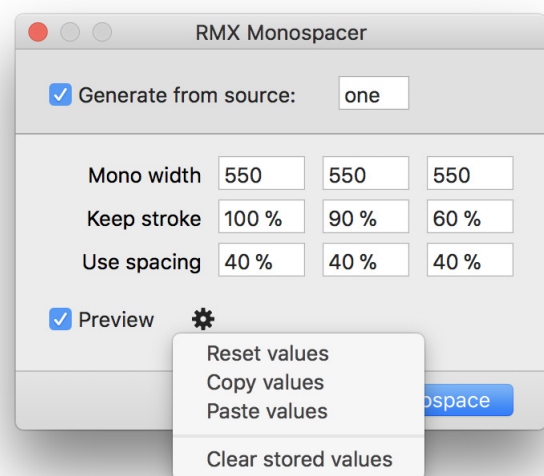 RMX Monospacer
Generate from source: one
Mono width 550 550 550
Keep stroke 100 % 90 % 60 %
Use spacing 40 % 40 % 40 %
Preview
Reset values
Copy values
Paste values
Clear stored values